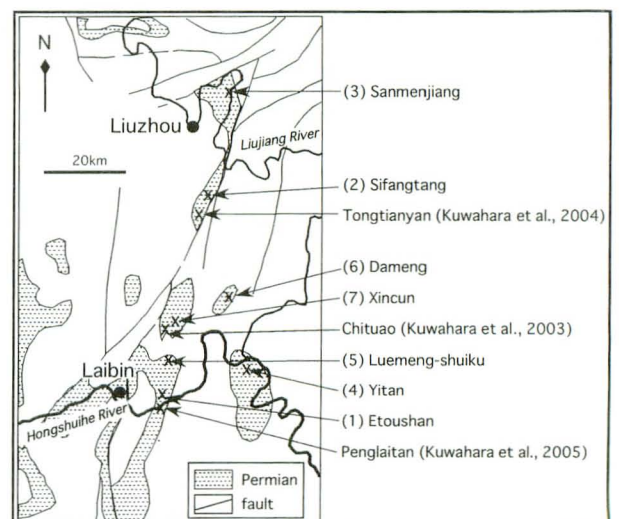 N
(3) Sanmenjiang
Liuzhou
Liujiang River
20km
(2) Sifangtang
Tongtianyan (Kuwahara et al., 2004)
(6) Dameng
(7) Xincun
Chituao (Kuwahara et al., 2003)
(5) Luemeng-shuiku
Laibin
(4) Yitan
(1) Etoushan
Hongshuihe River
Penglaitan (Kuwahara et al., 2005)
Permian
fault